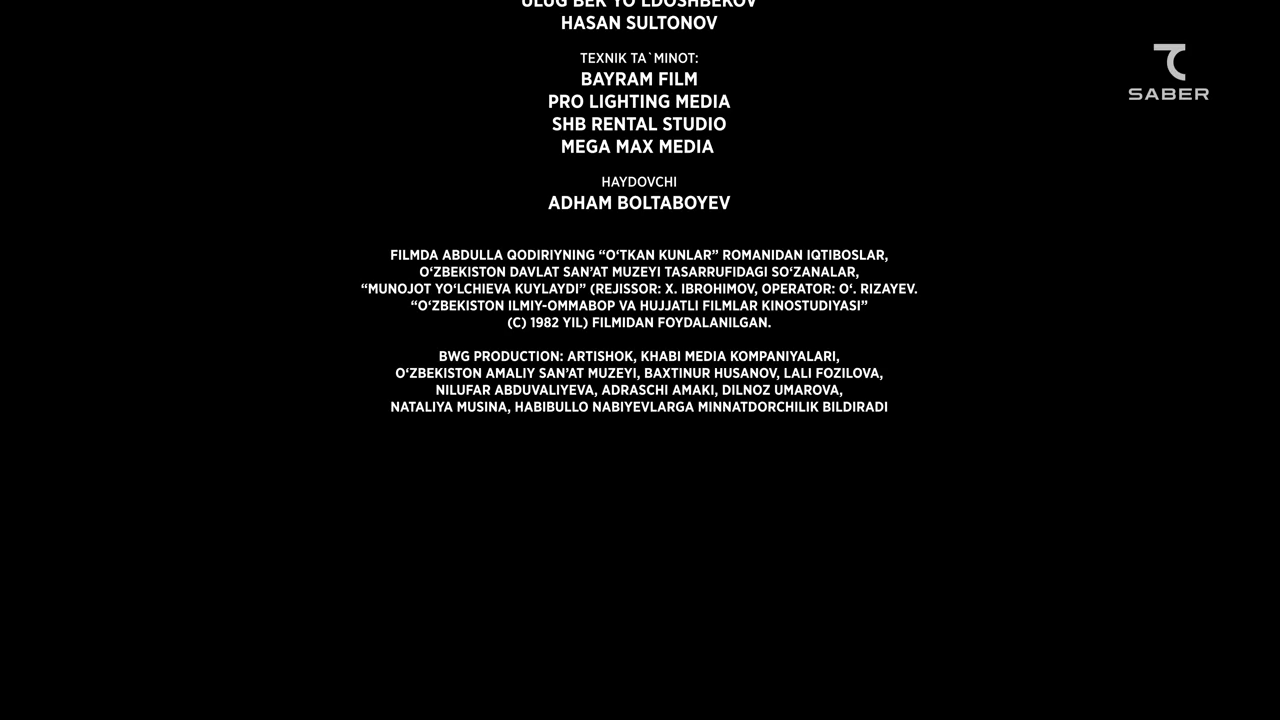 ULUG BEK YO LDOSHBEKOV
HASAN SULTONOV
TEXNIK TA`MINOT:
BAYRAM FILM
PRO LIGHTING MEDIA
SHB RENTAL STUDIO
MEGA MAX MEDIA
HAYDOVCHI
ADHAM BOLTABOYEV
FILMDA ABDULLA QODIRIYNING “O‘TKAN KUNLAR” ROMANIDAN IQTIBOSLAR,
O‘ZBEKISTON DAVLAT SAN’AT MUZEYI TASARRUFIDAGI SO‘ZANALAR,
“MUNOJOT YO‘LCHIEVA KUYLAYDI” (REJISSOR: X. IBROHIMOV, OPERATOR: O‘. RIZAYEV.
“O‘ZBEKISTON ILMIY-OMMABOP VA HUJJATLI FILMLAR KINOSTUDIYASI”
(C) 1982 YIL) FILMIDAN FOYDALANILGAN.
BWG PRODUCTION: ARTISHOK, KHABI MEDIA KOMPANIYALARI,
O‘ZBEKISTON AMALIY SAN’AT MUZEYI, BAXTINUR HUSANOV, LALI FOZILOVA,
NILUFAR ABDUVALIYEVA, ADRASCHI AMAKI, DILNOZ UMAROVA,
NATALIYA MUSINA, HABIBULLO NABIYEVLARGA MINNATDORCHILIK BILDIRADI
SABER